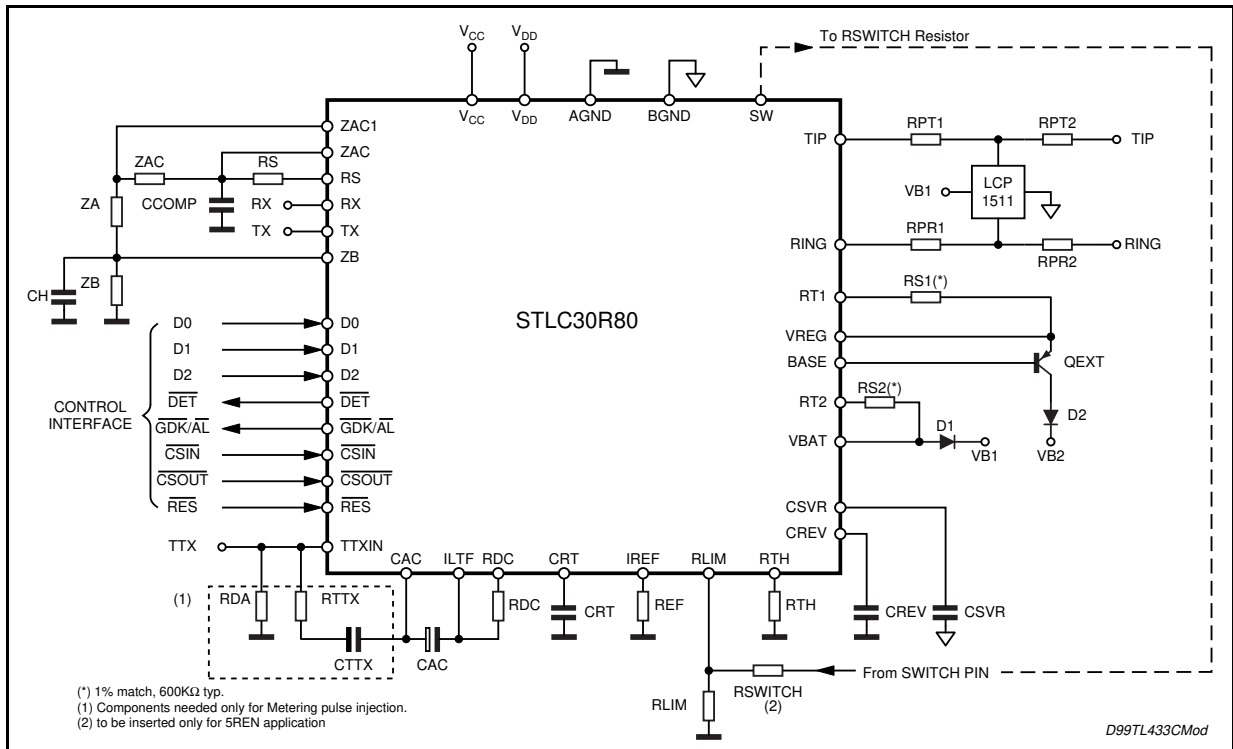 VCC
VDD
To RSWITCH Resistor
VCC
VDD
AGND
BGND
SW
ZAC1
ZAC
RS
RX
TX
ZB
D0
D1
D2
DET
GDK/AL
CSIN
CSOUT
RES
TTXIN
ZAC
RS
ZA
CCOMP
RX
TX
ZB
CH
CONTROL
INTERFACE
D0
D1
D2
DET
GDK/AL
CSIN
CSOUT
RES
TTX
STLC30R80
TIP
RING
RT1
VREG
BASE
RT2
VBAT
CSVR
CREV
RPT1
RPT2
TIP
VB1
LCP
1511
RPR1
RPR2
RING
RS1(*)
QEXT
RS2(*)
D2
D1
VB1
VB2
CAC
ILTF
RDC
CRT
IREF
RLIM
RTH
(1)
RDA
RTTX
CTTX
CAC
RDC
CRT
REF
RTH
CREV
CSVR
RLIM
RSWITCH
(2)
From SWITCH PIN
(*) 1% match, 600KΩ typ.
(1) Components needed only for Metering pulse injection.
(2) to be inserted only for 5REN application
D99TL433CMod